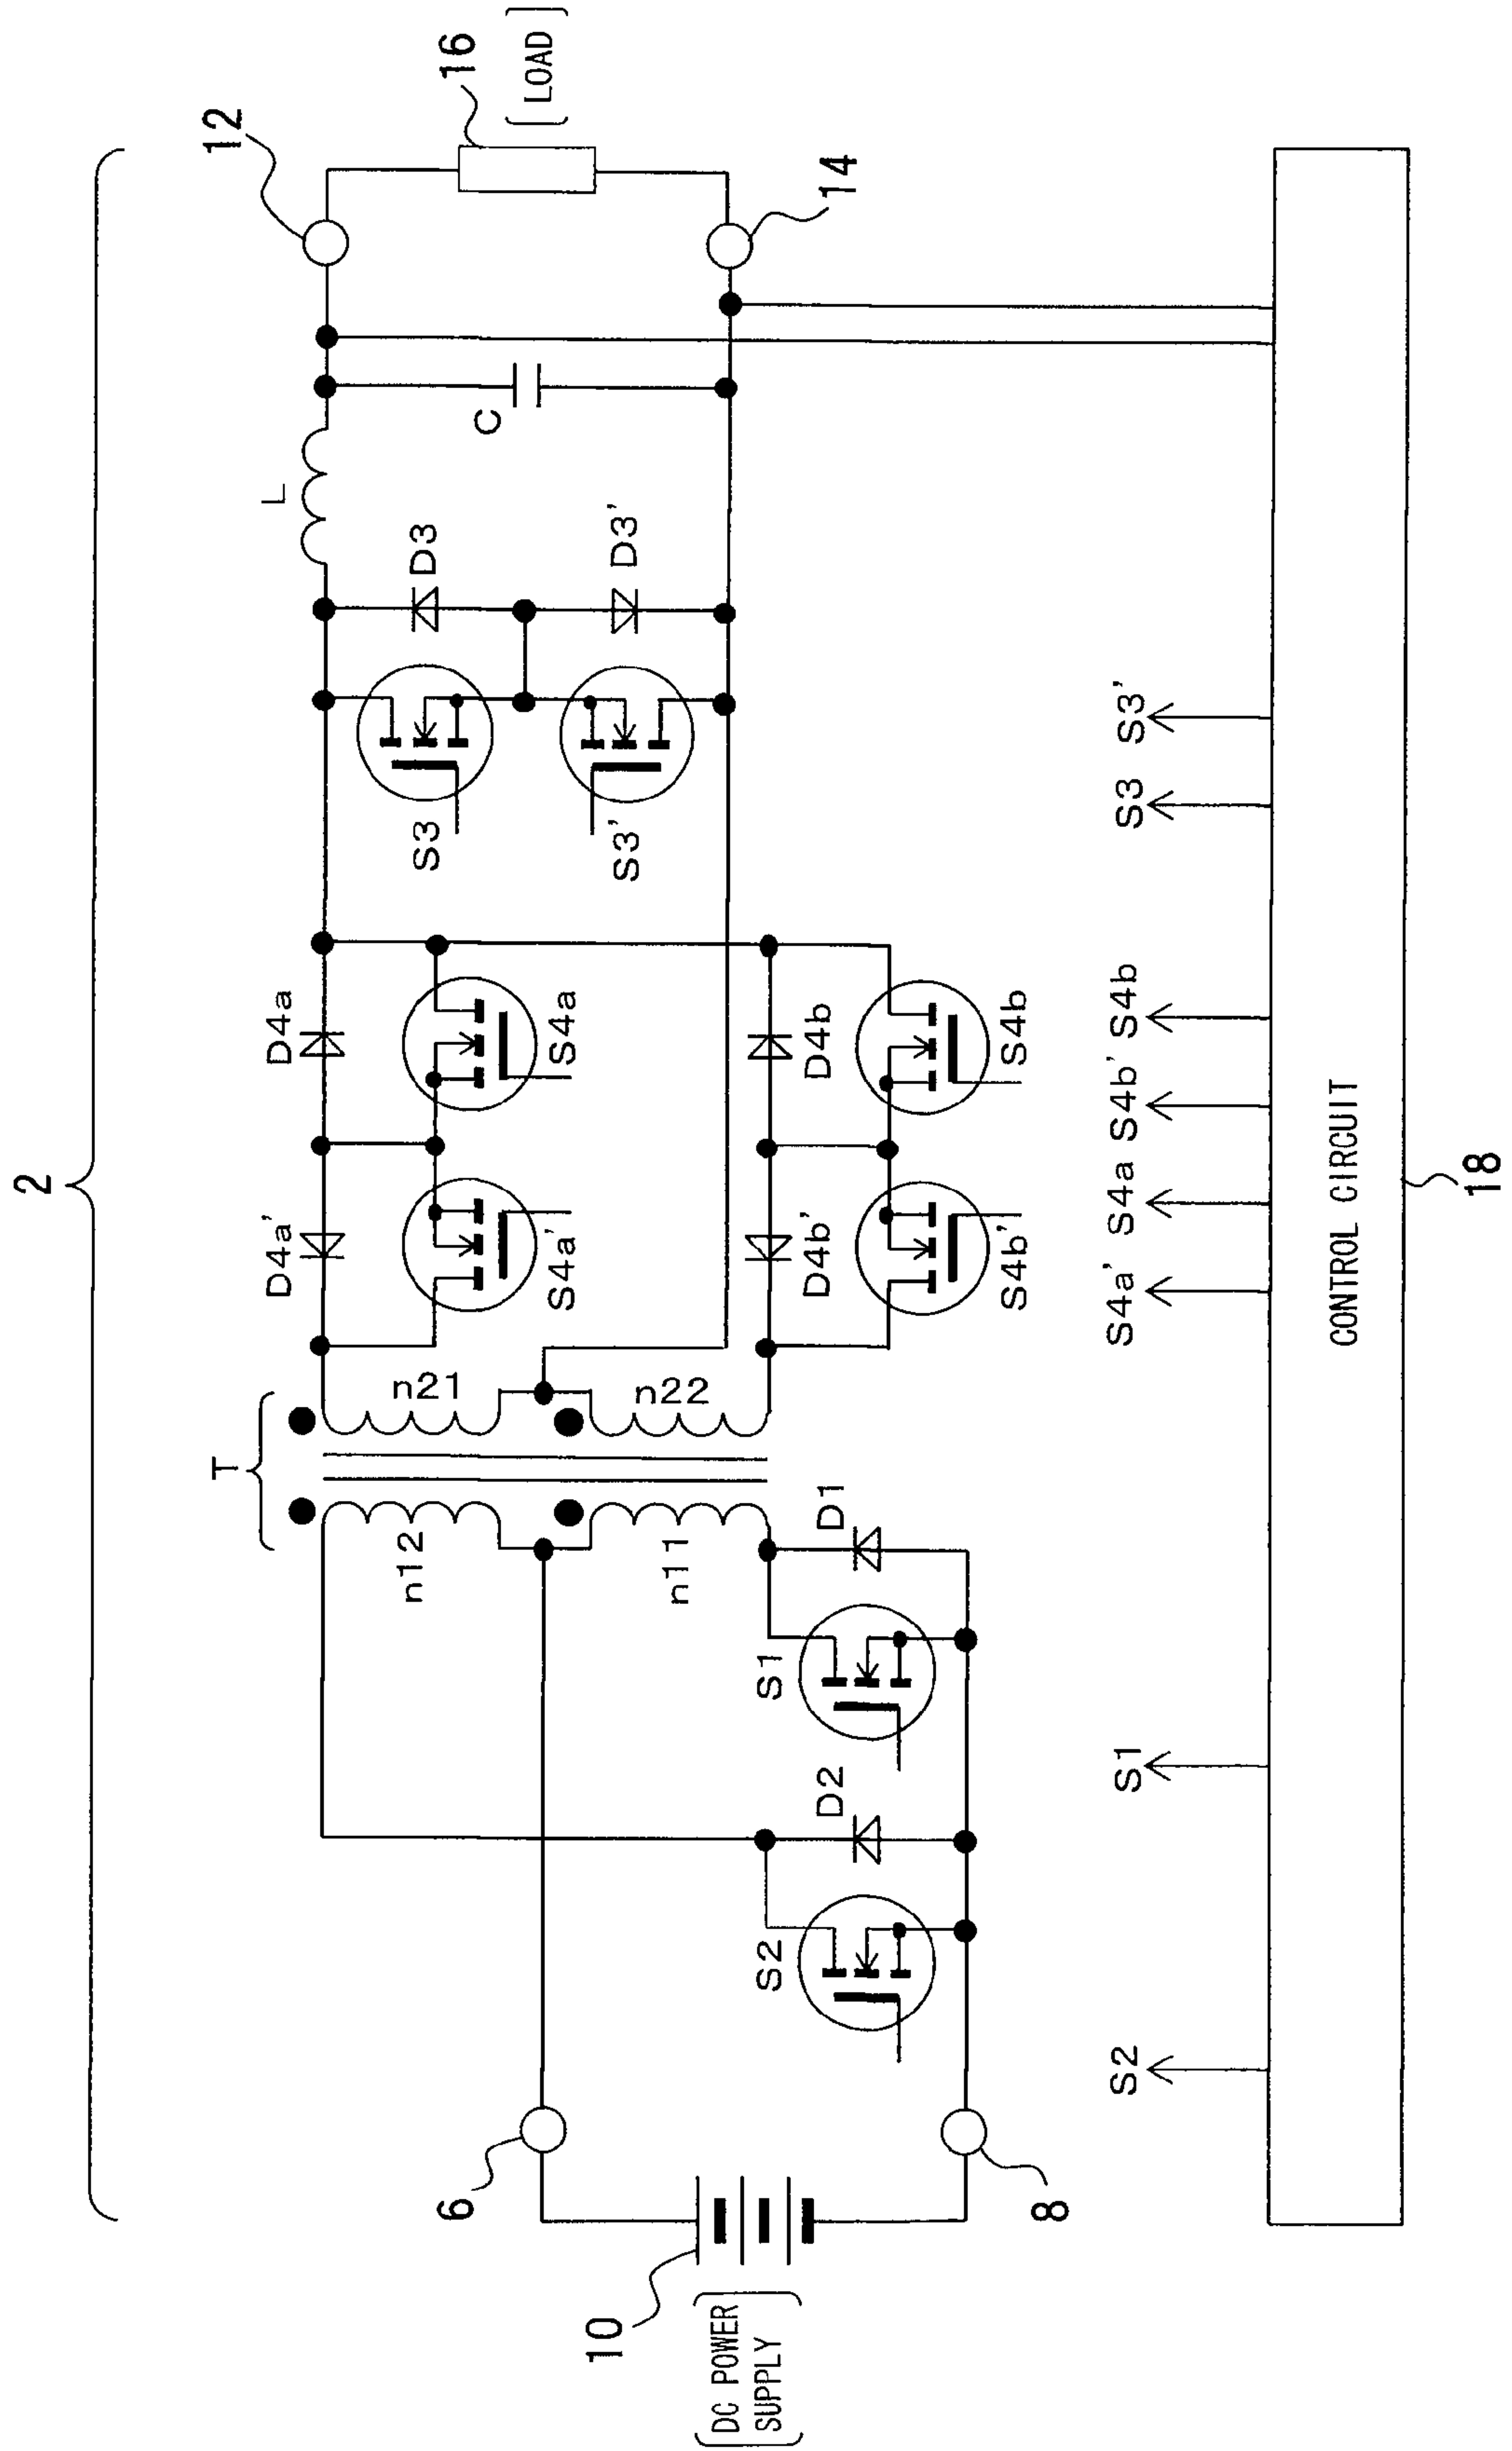 2
T
12
16
[LOAD]
14
D4a'
D4a
L
D3
C
S3
D3'
S3'
n12
n21
S4a'
S4a
n11
n22
D4b'
D4b
S4b'
S4b
6
10
[DC POWER
SUPPLY]
8
S2
D2
S1
D1
S2
S1
S4a'
S4a
S4b'
S4b
S3
S3'
CONTROL CIRCUIT
18